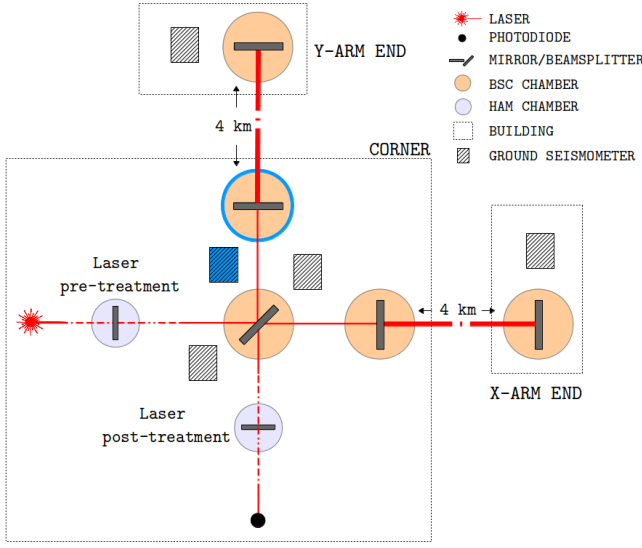 LASER
PHOTODIODE
MIRROR/BEAMSPLITTER
BSC CHAMBER
HAM CHAMBER
BUILDING
GROUND SEISMOMETER
Y-ARM END
4 km
CORNER
Laser
pre-treatment
4 km
X-ARM END
Laser
post-treatment